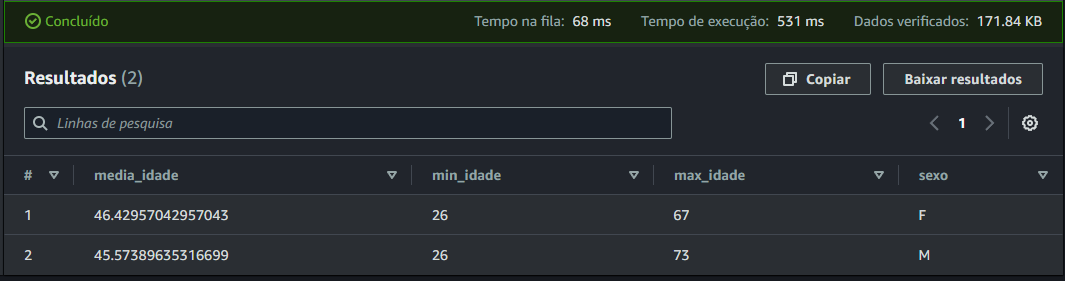 Concluído Tempo na fila: 68 ms Tempo de execução: 531 ms Dados verificados: 171.84 KB
Resultados (2) Copiar Baixar resultados
Linhas de pesquisa 1
# media_idade min_idade max_idade sexo
1 46.42957042957043 26 67 F
2 45.57389635316699 26 73 M